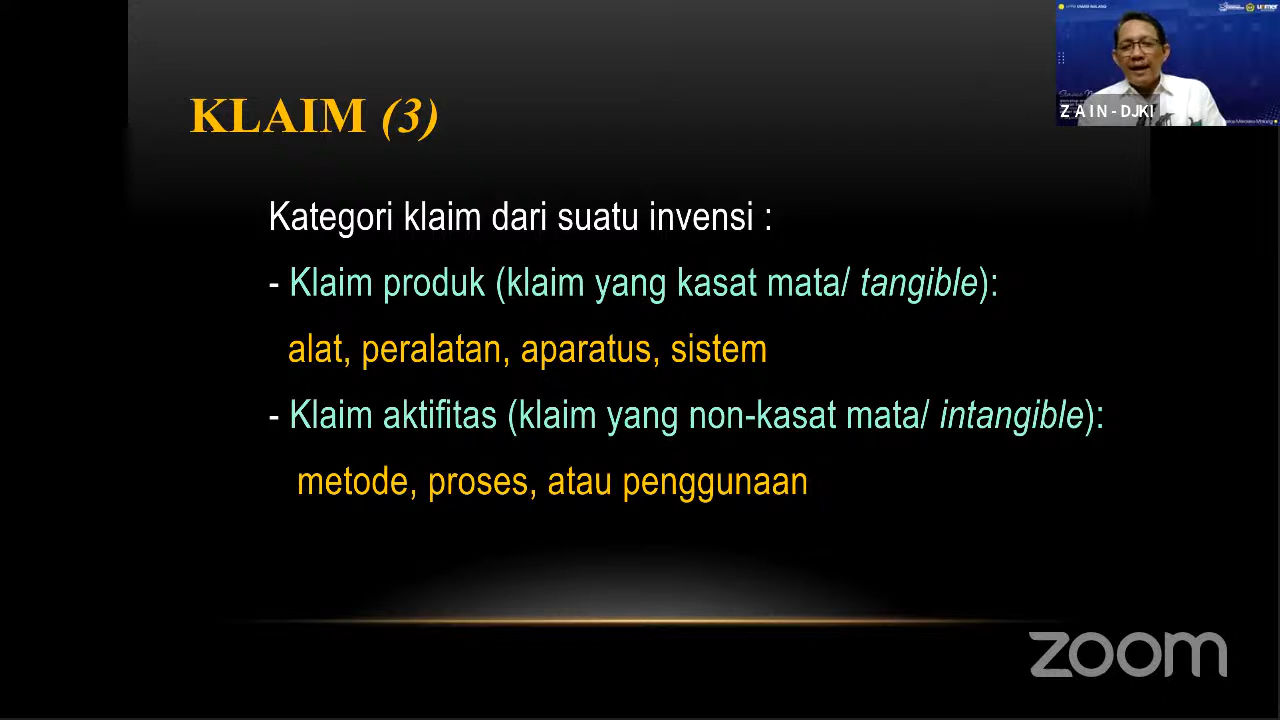 KLAIM (3)
Kategori klaim dari suatu invensi :
- Klaim produk (klaim yang kasat mata/ tangible):
alat, peralatan, aparatus, sistem
- Klaim aktifitas (klaim yang non-kasat mata/ intangible):
metode, proses, atau penggunaan
Z A I N - DJKI
zoom